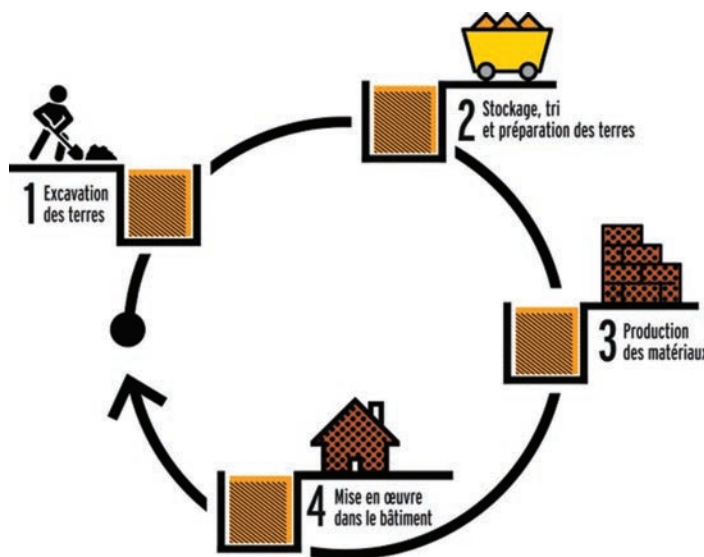 1 Excavation
des terres
2 Stockage, tri
et préparation des terres
3 Production
des matériaux
4 Mise en œuvre
dans le bâtiment